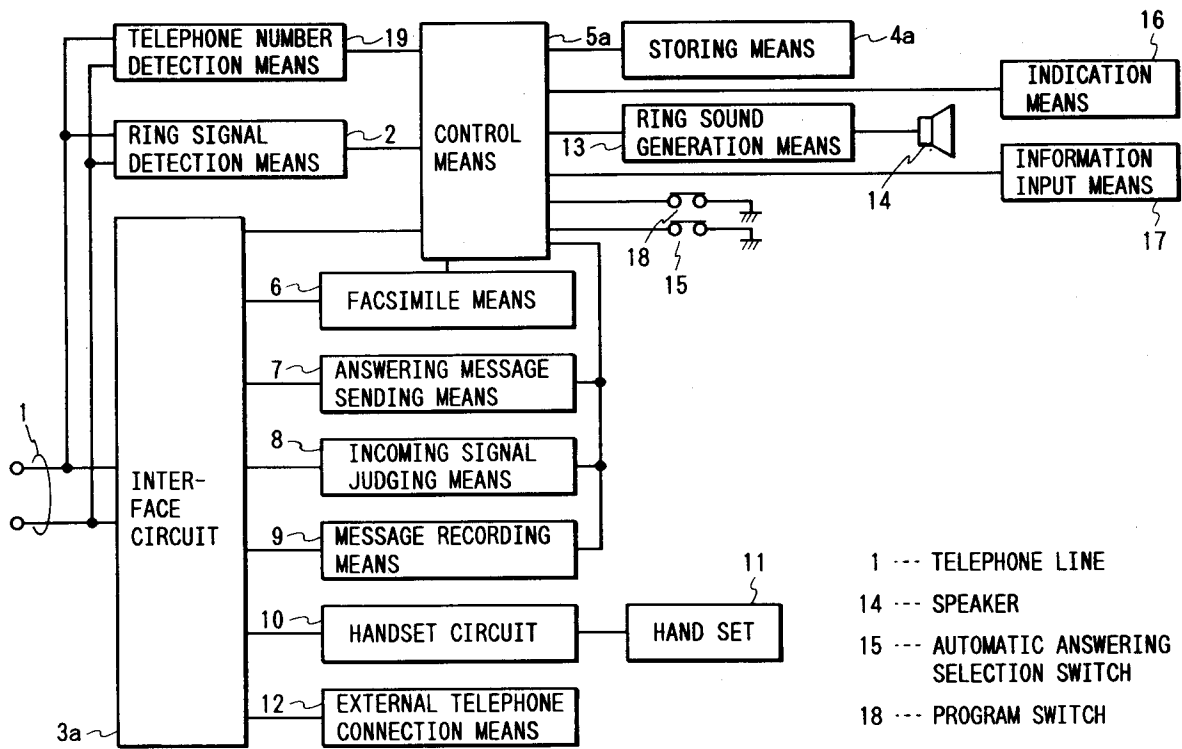 TELEPHONE NUMBER
DETECTION MEANS
19
RING SIGNAL
DETECTION MEANS
2
CONTROL
MEANS
5a
STORING MEANS
4a
16
INDICATION
MEANS
13
RING SOUND
GENERATION MEANS
14
INFORMATION
INPUT MEANS
17
18
15
6
FACSIMILE MEANS
7
ANSWERING MESSAGE
SENDING MEANS
8
INCOMING SIGNAL
JUDGING MEANS
9
MESSAGE RECORDING
MEANS
10
HANDSET CIRCUIT
11
HAND SET
12
EXTERNAL TELEPHONE
CONNECTION MEANS
1
INTER-
FACE
CIRCUIT
3a
1 --- TELEPHONE LINE
14 --- SPEAKER
15 --- AUTOMATIC ANSWERING
SELECTION SWITCH
18 --- PROGRAM SWITCH